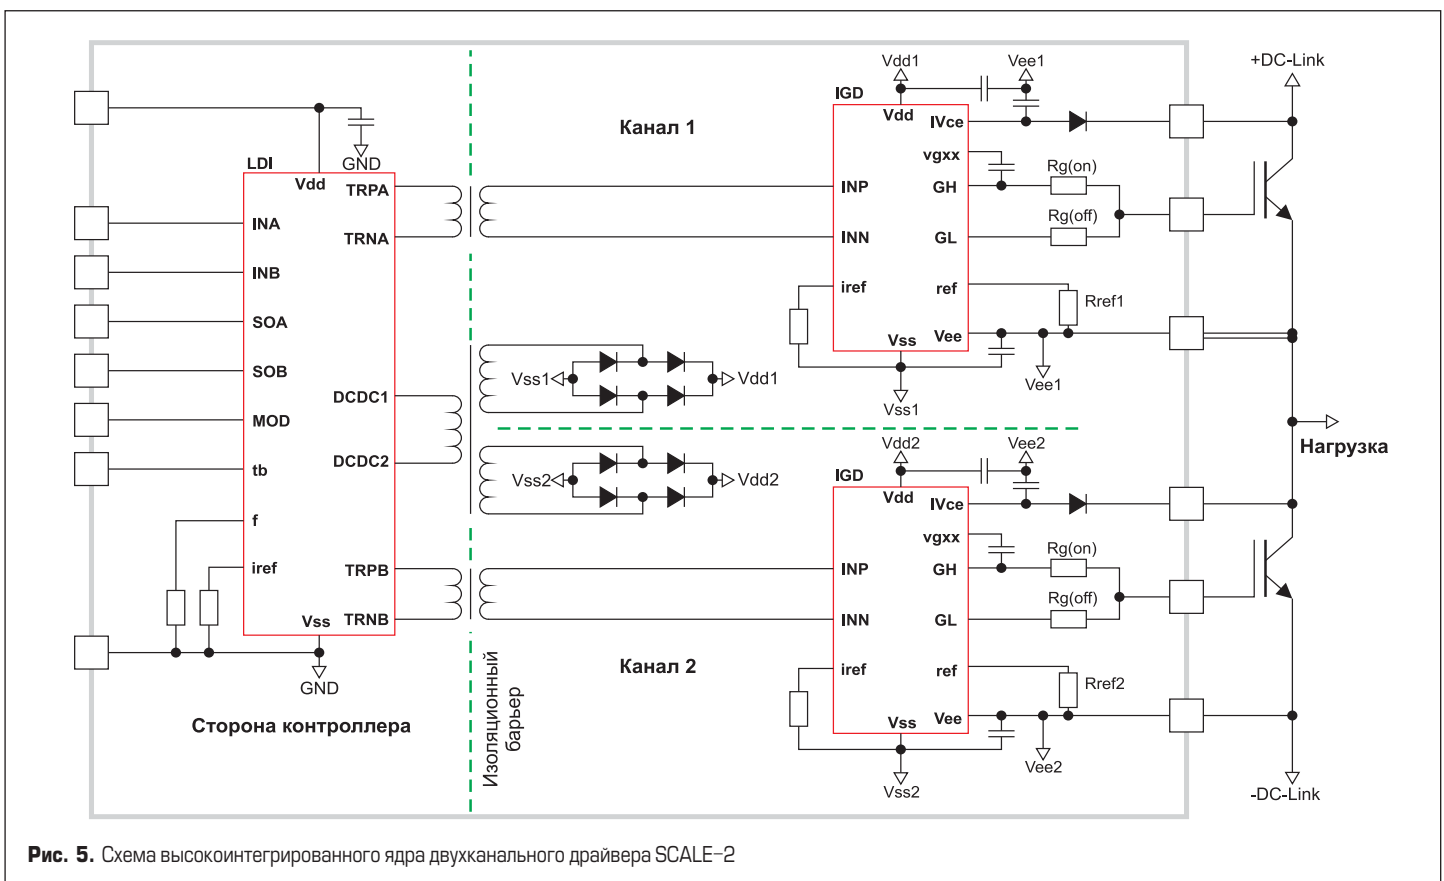 +DC-Link
Vdd1
Vee1
IGD
Vdd
IVce
Канал 1
vgxx
GND
LDI
Vdd
TRPA
INP
GH
Rg(on)
INA
TRNA
INN
GL
Rg(off)
INB
iref
ref
Rref1
SOA
Vss
Vee
SOB
Vss1
Vdd1
Vee1
DCDC1
Vss1
MOD
Нагрузка
DCDC2
Vdd2
Vee2
tb
Vss2
Vdd2
IGD
Vdd
IVce
f
vgxx
Rg(on)
iref
TRPB
INP
GH
Rg(off)
Vss
TRNB
INN
GL
Канал 2
iref
ref
Rref2
GND
Vss
Vee
Сторона контроллера
Изоляционный
барьер
Vee2
Vss2
-DC-Link
Рис. 5. Схема высокоинтегрированного ядра двухканального драйвера SCALE-2